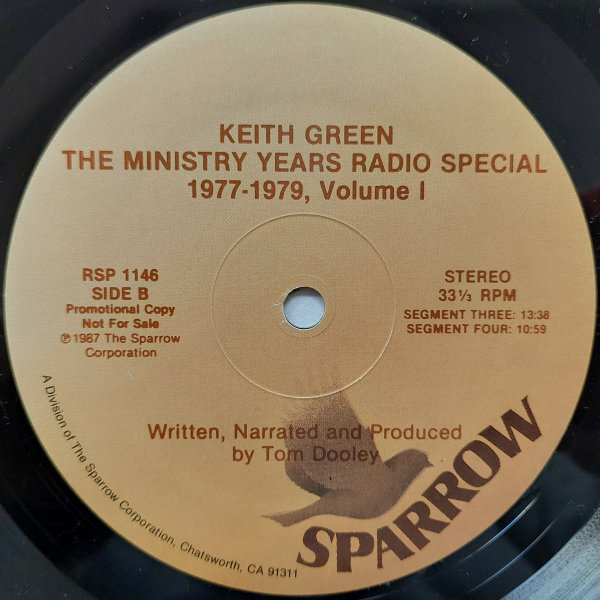 KEITH GREEN
THE MINISTRY YEARS RADIO SPECIAL
1977-1979, Volume I
RSP 1146
SIDE B
Promotional Copy
Not For Sale
℗1987 The Sparrow
Corporation
STEREO
33⅓ RPM
SEGMENT THREE: 13:38
SEGMENT FOUR: 10:59
Written, Narrated and Produced
by Tom Dooley
SPARROW
A Division of The Sparrow Corporation, Chatsworth, CA 91311